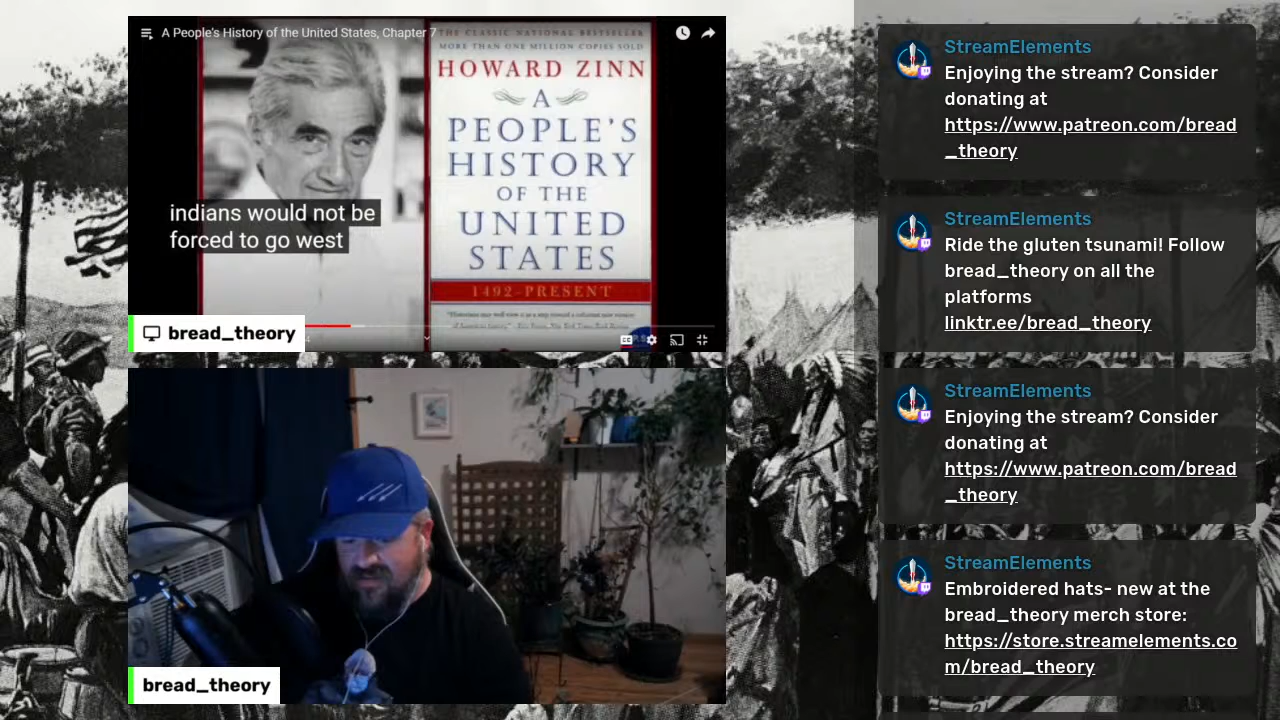 A People's History of the United States, Chapter 7
THE CLASSIC NATIONAL BESTSELLER
MORE THAN ONE MILLION COPIES SOLD
HOWARD ZINN
A
PEOPLE'S
HISTORY
OF THE
UNITED
STATES
1492–PRESENT
indians would not be
forced to go west
bread_theory
bread_theory
StreamElements
Enjoying the stream? Consider
donating at
https://www.patreon.com/bread
_theory
StreamElements
Ride the gluten tsunami! Follow
bread_theory on all the
platforms
linktr.ee/bread_theory
StreamElements
Enjoying the stream? Consider
donating at
https://www.patreon.com/bread
_theory
StreamElements
Embroidered hats- new at the
bread_theory merch store:
https://store.streamelements.co
m/bread_theory